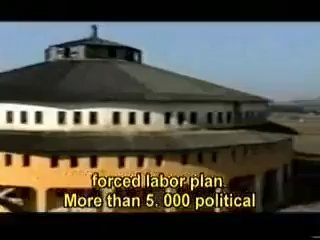 forced labor plan.
More than 5. 000 political